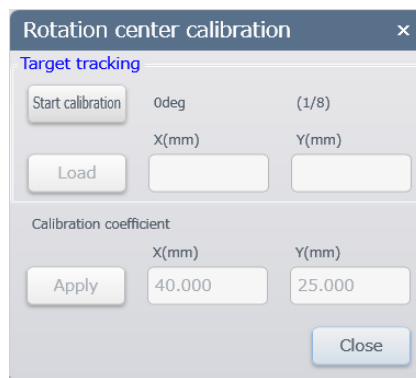 Rotation center calibration ×
Target tracking
Start calibration 0deg (1/8)
X(mm) Y(mm)
Load
Calibration coefficient
X(mm) Y(mm)
Apply 40.000 25.000
Close